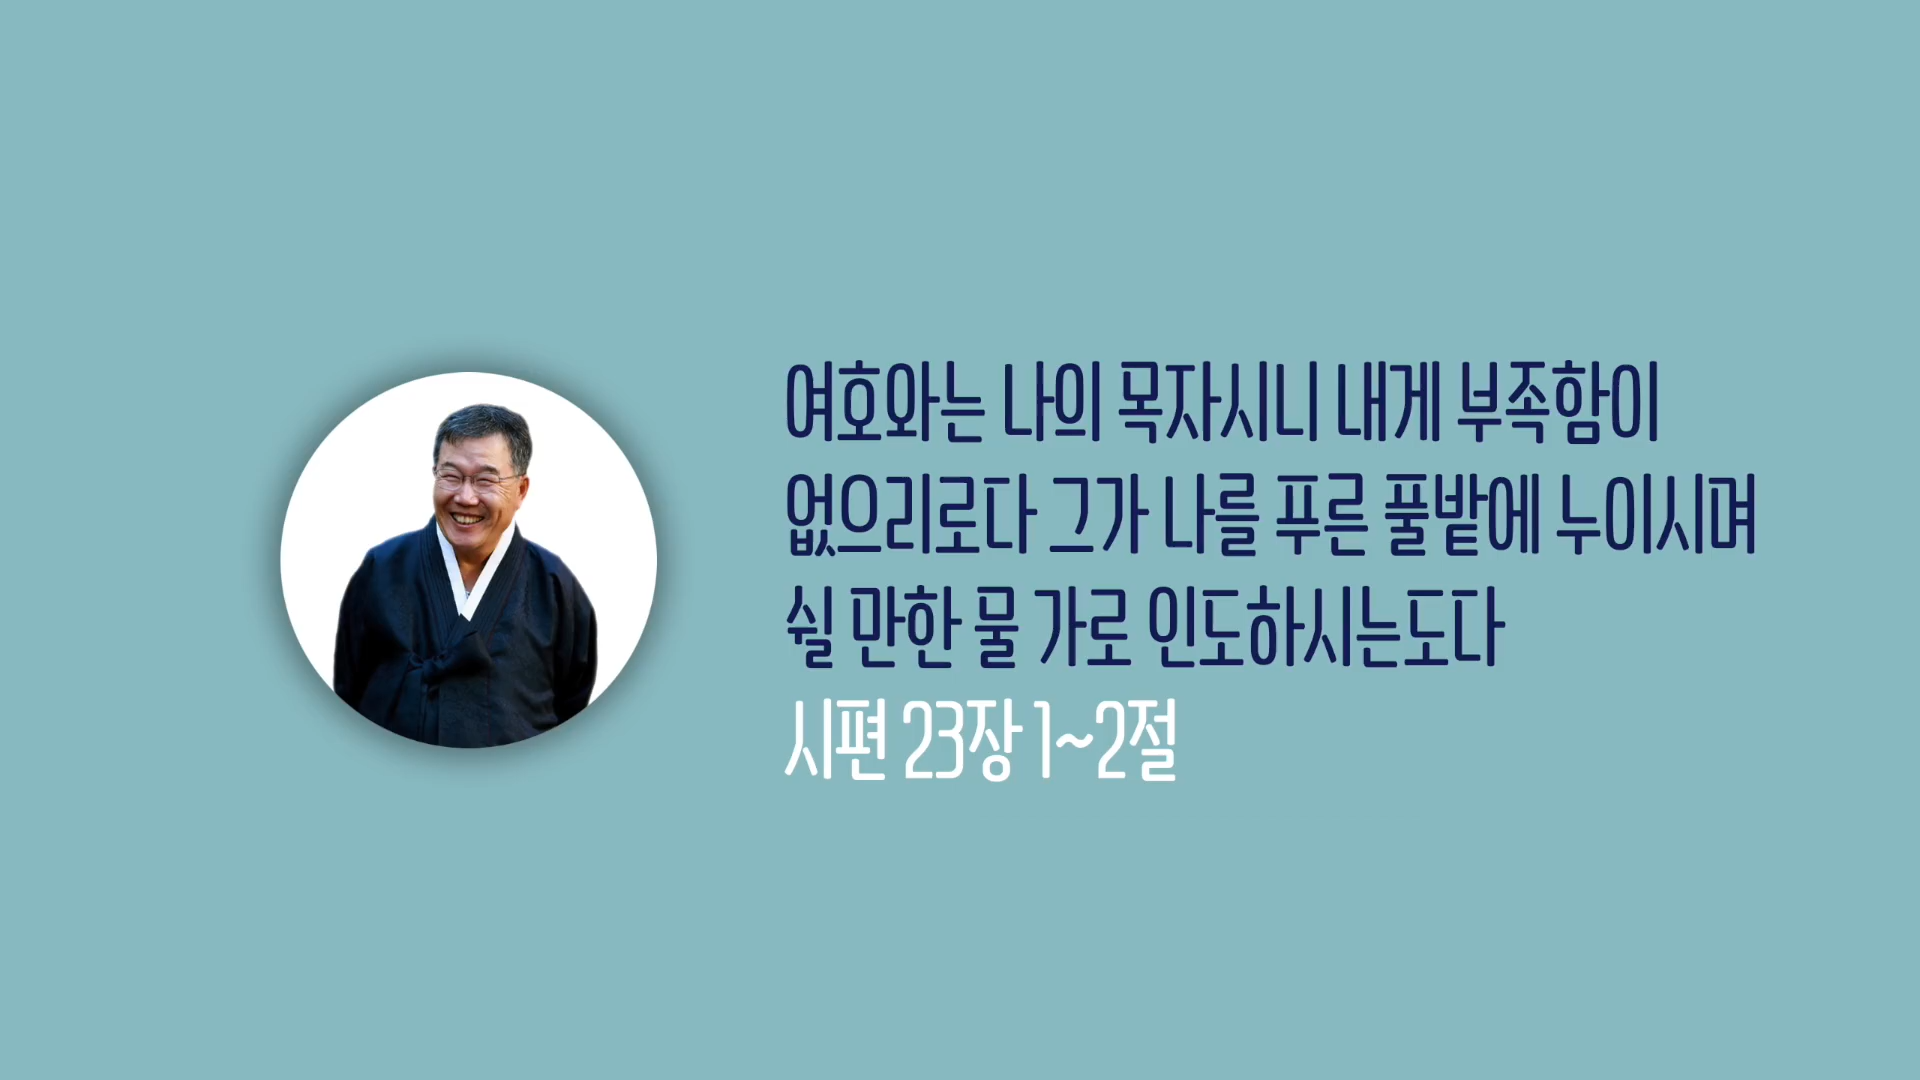 여호와는 나의 목자시니 내게 부족함이
없으리로다 그가 나를 푸른 풀밭에 누이시며
쉴 만한 물 가로 인도하시는도다
시편 23장 1~2절